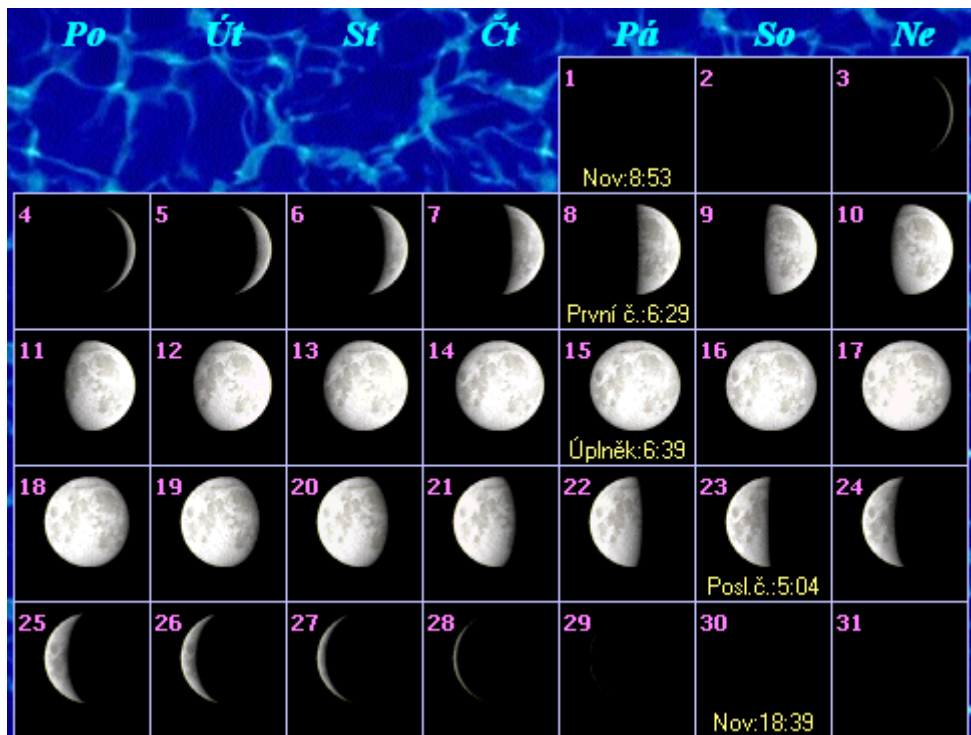 Po Út St Čt Pá So Ne
1 2 3
Nov:8:53
4 5 6 7 8 9 10
První č.:6:29
11 12 13 14 15 16 17
Úplněk:6:39
18 19 20 21 22 23 24
Posl.č.:5:04
25 26 27 28 29 30 31
Nov:18:39